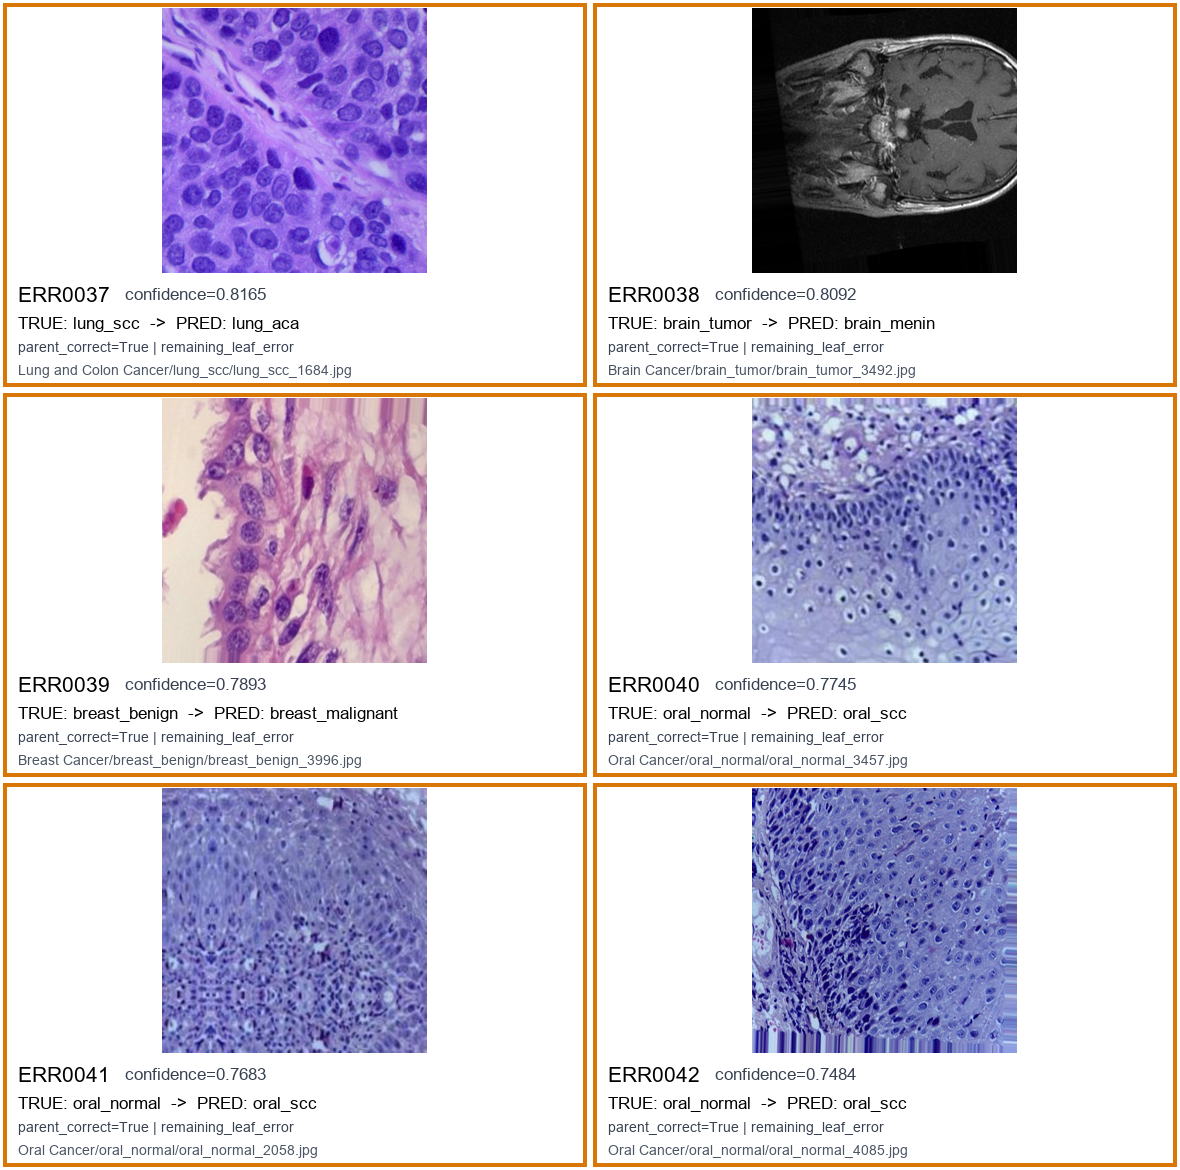 ERR0037 confidence=0.8165
TRUE: lung_scc -> PRED: lung_aca
parent_correct=True | remaining_leaf_error
Lung and Colon Cancer/lung_scc/lung_scc_1684.jpg
ERR0038 confidence=0.8092
TRUE: brain_tumor -> PRED: brain_menin
parent_correct=True | remaining_leaf_error
Brain Cancer/brain_tumor/brain_tumor_3492.jpg
ERR0039 confidence=0.7893
TRUE: breast_benign -> PRED: breast_malignant
parent_correct=True | remaining_leaf_error
Breast Cancer/breast_benign/breast_benign_3996.jpg
ERR0040 confidence=0.7745
TRUE: oral_normal -> PRED: oral_scc
parent_correct=True | remaining_leaf_error
Oral Cancer/oral_normal/oral_normal_3457.jpg
ERR0041 confidence=0.7683
TRUE: oral_normal -> PRED: oral_scc
parent_correct=True | remaining_leaf_error
Oral Cancer/oral_normal/oral_normal_2058.jpg
ERR0042 confidence=0.7484
TRUE: oral_normal -> PRED: oral_scc
parent_correct=True | remaining_leaf_error
Oral Cancer/oral_normal/oral_normal_4085.jpg